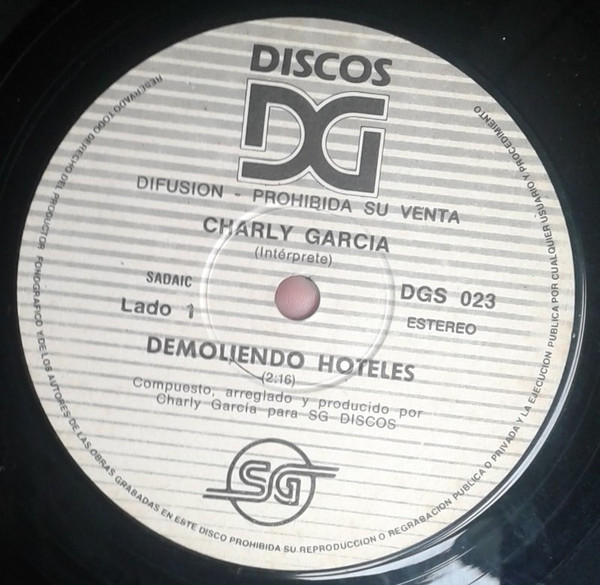 DISCOS
DG
DIFUSION - PROHIBIDA SU VENTA
CHARLY GARCIA
(Intérprete)
SADAIC
Lado 1
DGS 023
ESTEREO
DEMOLIENDO HOTELES
(2:16)
Compuesto, arreglado y producido por
Charly García para SG DISCOS
SG
RESERVADO TODO DERECHO DEL PRODUCTOR FONOGRAFICO Y DE LOS AUTORES DE LAS OBRAS GRABADAS EN ESTE DISCO PROHIBIDA SU REPRODUCCION O REGRABACION PUBLICA O PRIVADA Y LA EJECUCION PUBLICA POR CUALQUIER USUARIO Y PROCEDIMIENTO